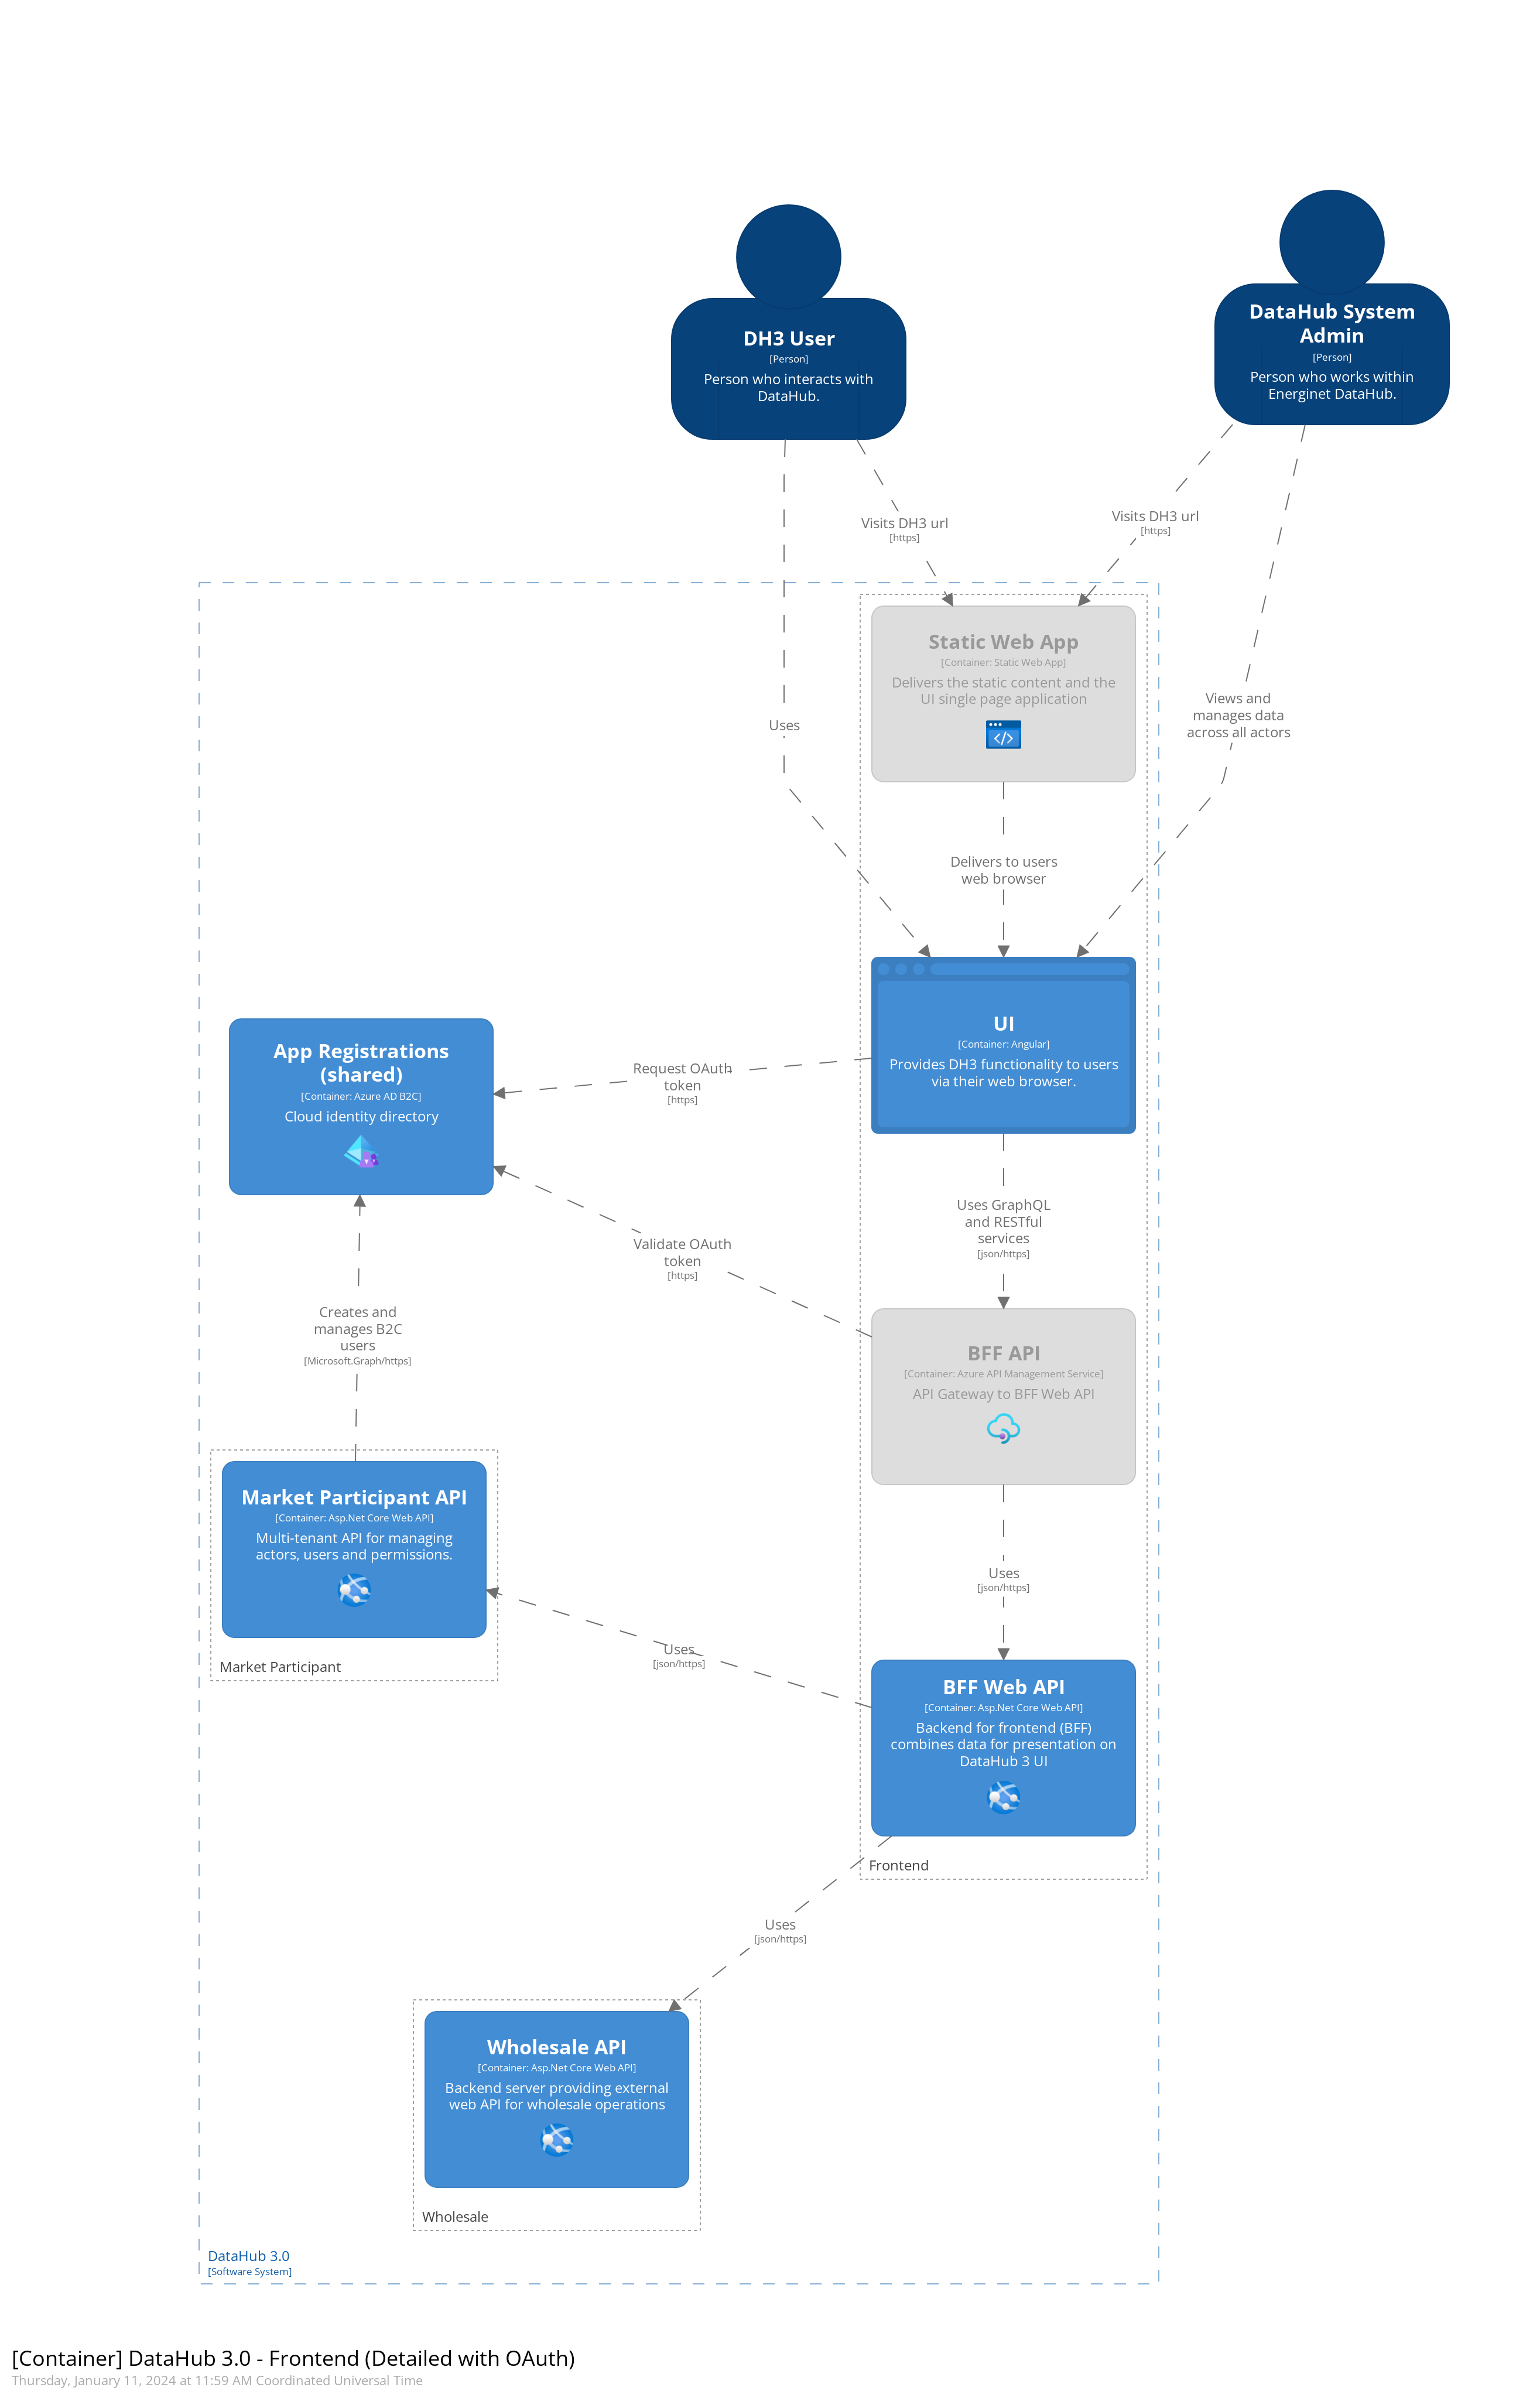 DH3 User
[Person]
Person who interacts with
DataHub.
DataHub System
Admin
[Person]
Person who works within
Energinet DataHub.
Visits DH3 url
[https]
Visits DH3 url
[https]
Static Web App
[Container: Static Web App]
Delivers the static content and the
UI single page application
Uses
Views and
manages data
across all actors
Delivers to users
web browser
UI
[Container: Angular]
Provides DH3 functionality to users
via their web browser.
App Registrations
(shared)
[Container: Azure AD B2C]
Cloud identity directory
Request OAuth
token
[https]
Uses GraphQL
and RESTful
services
[json/https]
Validate OAuth
token
[https]
Creates and
manages B2C
users
[Microsoft.Graph/https]
BFF API
[Container: Azure API Management Service]
API Gateway to BFF Web API
Market Participant API
[Container: Asp.Net Core Web API]
Multi-tenant API for managing
actors, users and permissions.
Market Participant
Uses
[json/https]
Uses
[json/https]
BFF Web API
[Container: Asp.Net Core Web API]
Backend for frontend (BFF)
combines data for presentation on
DataHub 3 UI
Frontend
Uses
[json/https]
Wholesale API
[Container: Asp.Net Core Web API]
Backend server providing external
web API for wholesale operations
Wholesale
DataHub 3.0
[Software System]
[Container] DataHub 3.0 - Frontend (Detailed with OAuth)
Thursday, January 11, 2024 at 11:59 AM Coordinated Universal Time